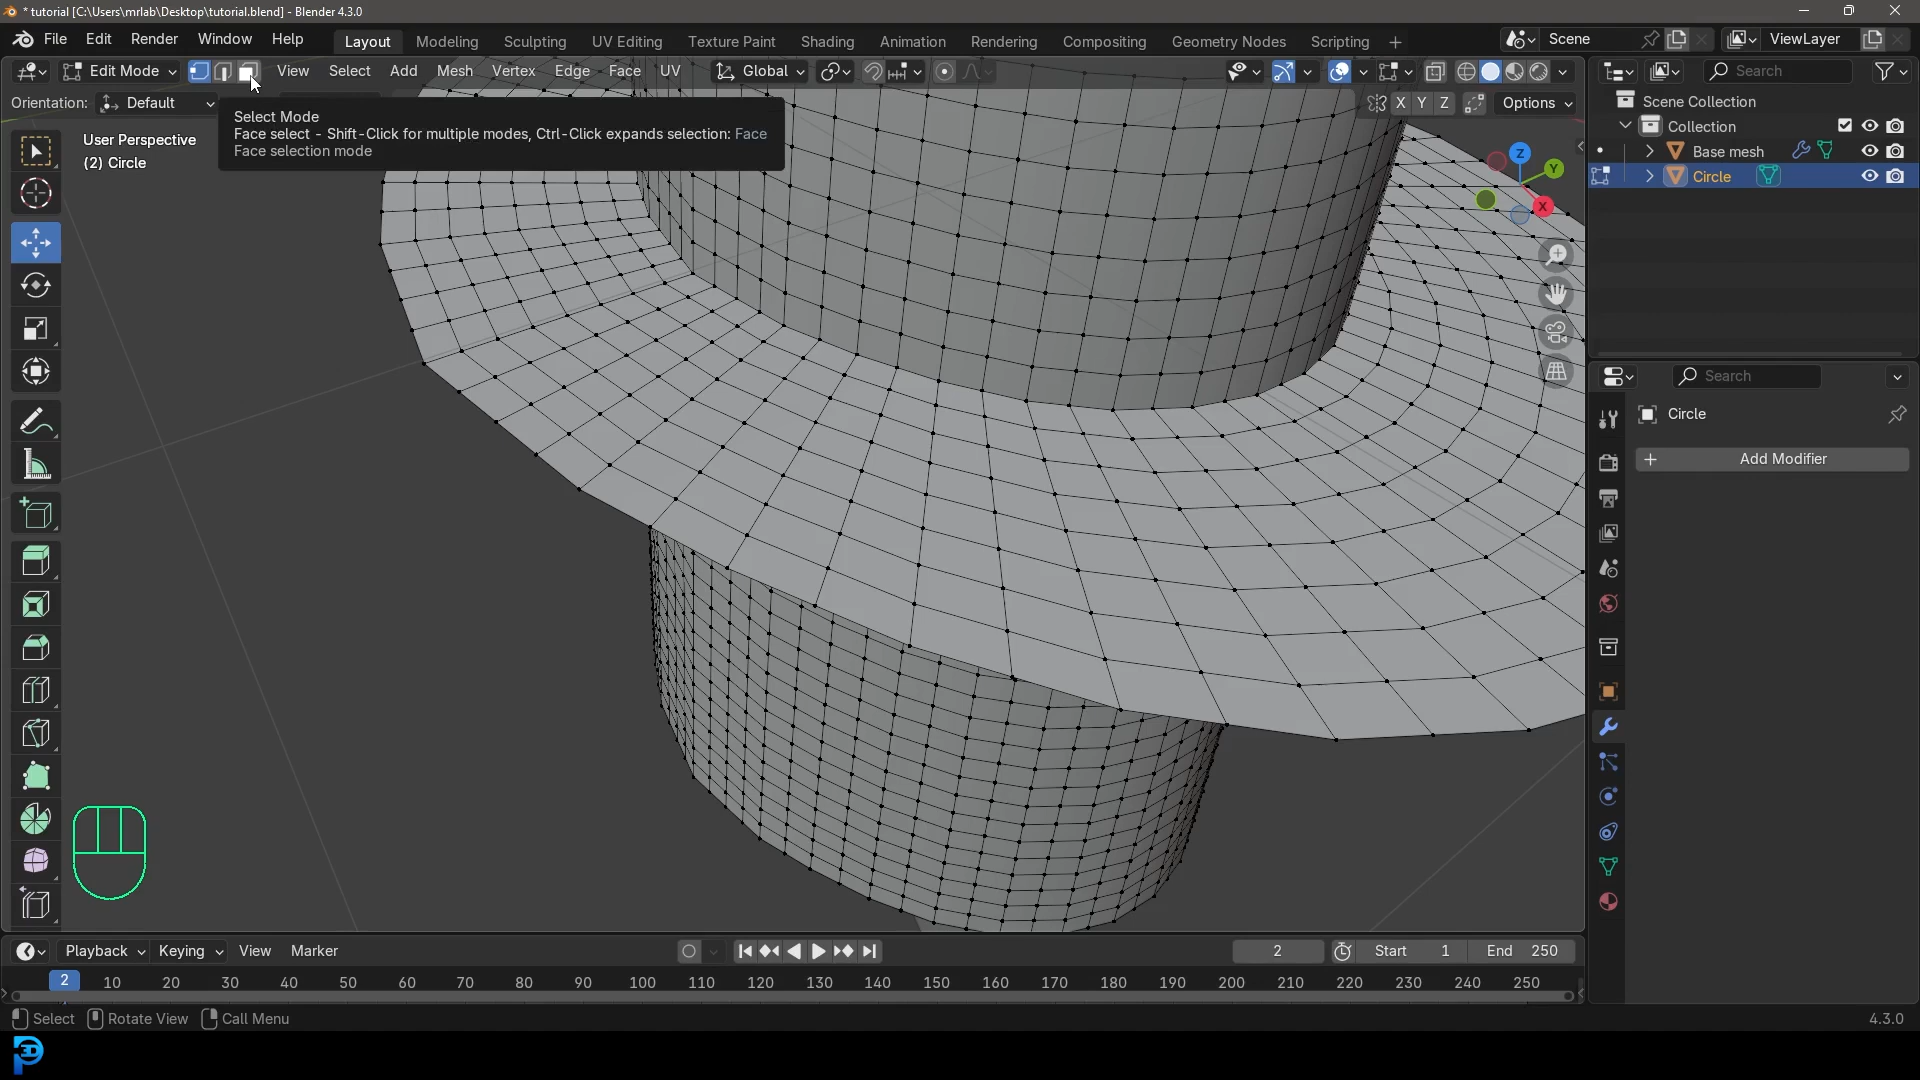 * tutorial [C:\Users\mrlab\Desktop\tutorial.blend] - Blender 4.3.0
File Edit Render Window Help Layout Modeling Sculpting UV Editing Texture Paint Shading Animation Rendering Compositing Geometry Nodes Scripting + Scene ViewLayer
Edit Mode View Select Add Mesh Vertex Edge Face UV Global Search
Orientation: Default X Y Z Options Scene Collection
Select Mode
Face select - Shift-Click for multiple modes, Ctrl-Click expands selection: Face
Face selection mode
User Perspective
(2) Circle
Z
Y
X
Collection
Base mesh
Circle
Search
Circle
+ Add Modifier
Playback Keying View Marker 2 Start 1 End 250
2 10 20 30 40 50 60 70 80 90 100 110 120 130 140 150 160 170 180 190 200 210 220 230 240 250
Select Rotate View Call Menu 4.3.0